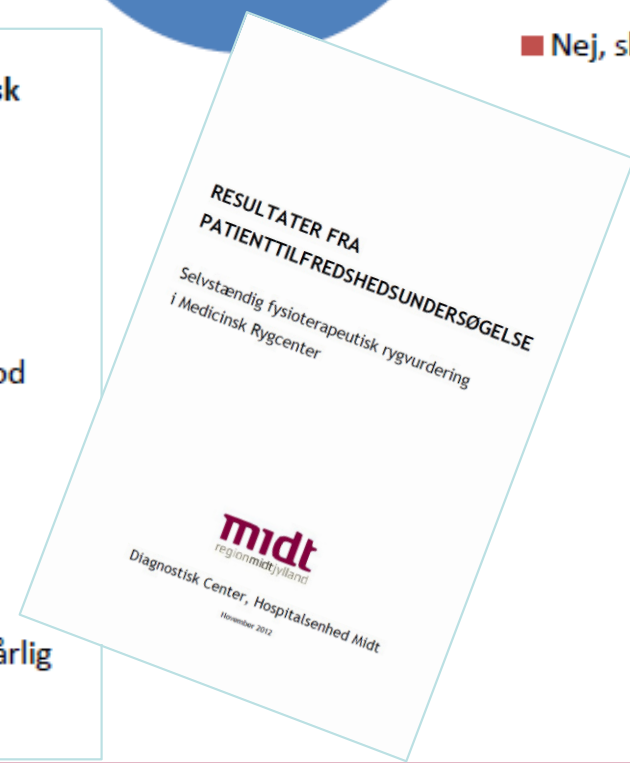 Nej, s
sk
RESULTATER FRA
PATIENTTILFREDSHEDSUNDERSØGELSE
Selvstændig fysioterapeutisk rygvurdering
i Medicinsk Rygcenter
od
midt
regionmidtjylland
Diagnostisk Center, Hospitalsenhed Midt
November 2012
årlig